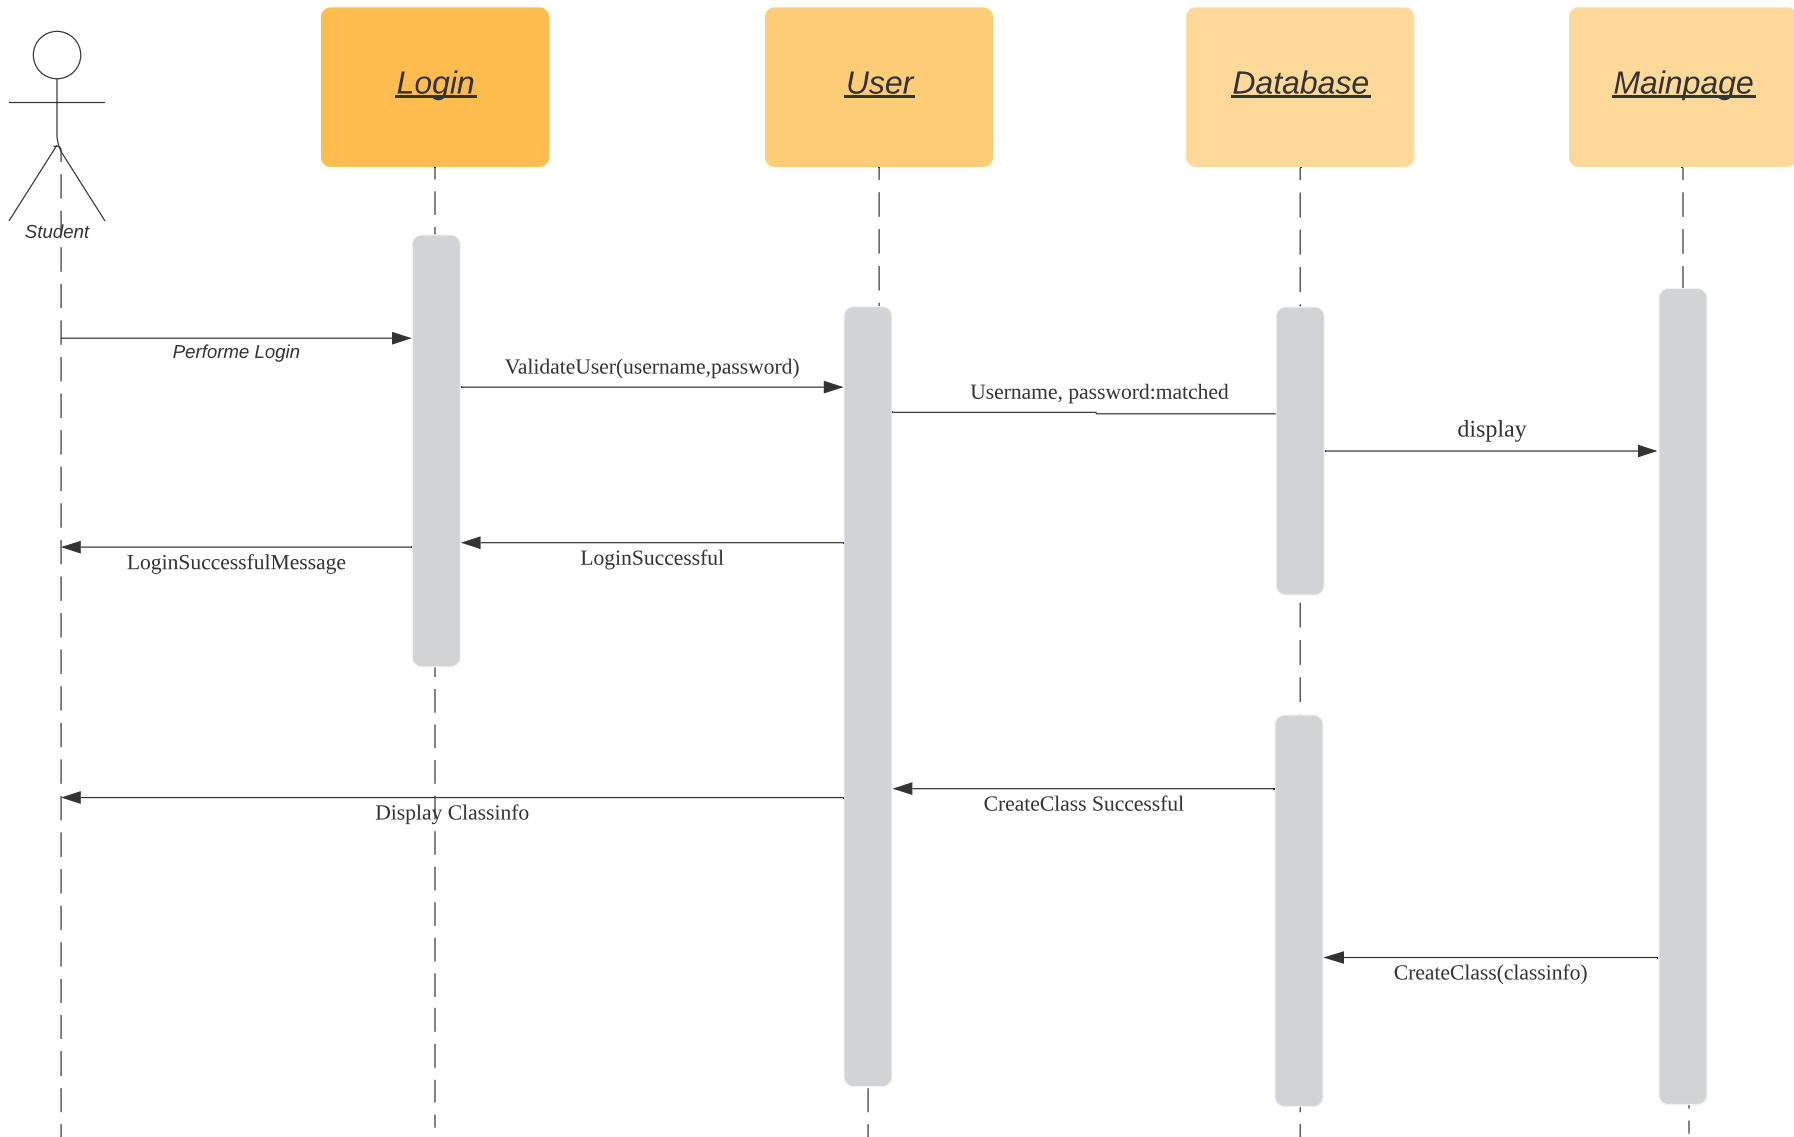 Login
User
Database
Mainpage
Student
Performe Login
ValidateUser(username,password)
Username, password:matched
display
LoginSuccessful
LoginSuccessfulMessage
CreateClass Successful
Display Classinfo
CreateClass(classinfo)